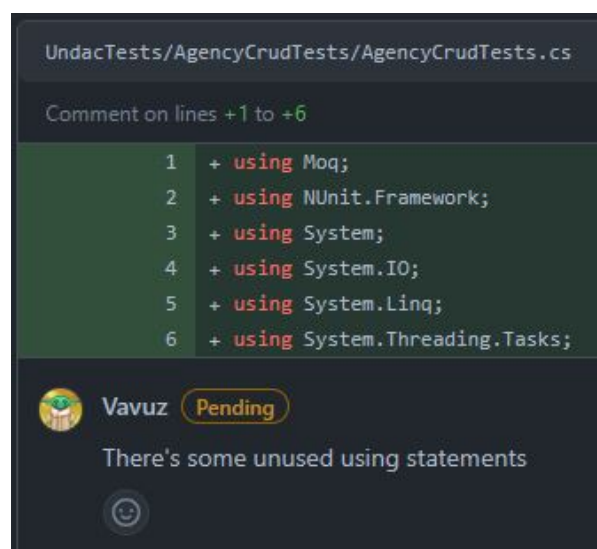 UndacTests/AgencyCrudTests/AgencyCrudTests.cs
Comment on lines +1 to +6
1 + using Moq;
2 + using NUnit.Framework;
3 + using System;
4 + using System.IO;
5 + using System.Linq;
6 + using System.Threading.Tasks;
Vavuz Pending
There's some unused using statements